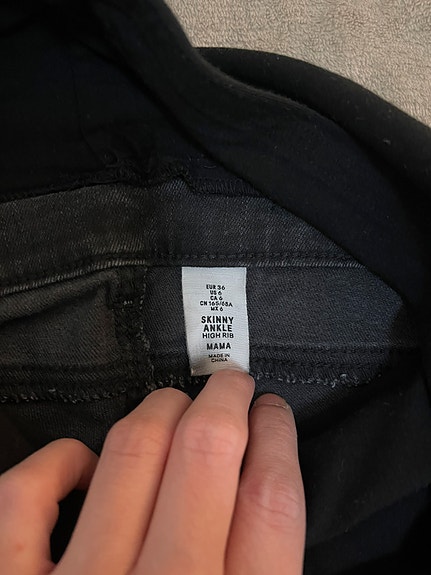 EUR 36
US 6
CA 6
CN 165/68A
MX 6
SKINNY
ANKLE
HIGH RIB
MAMA
MADE IN
CHINA